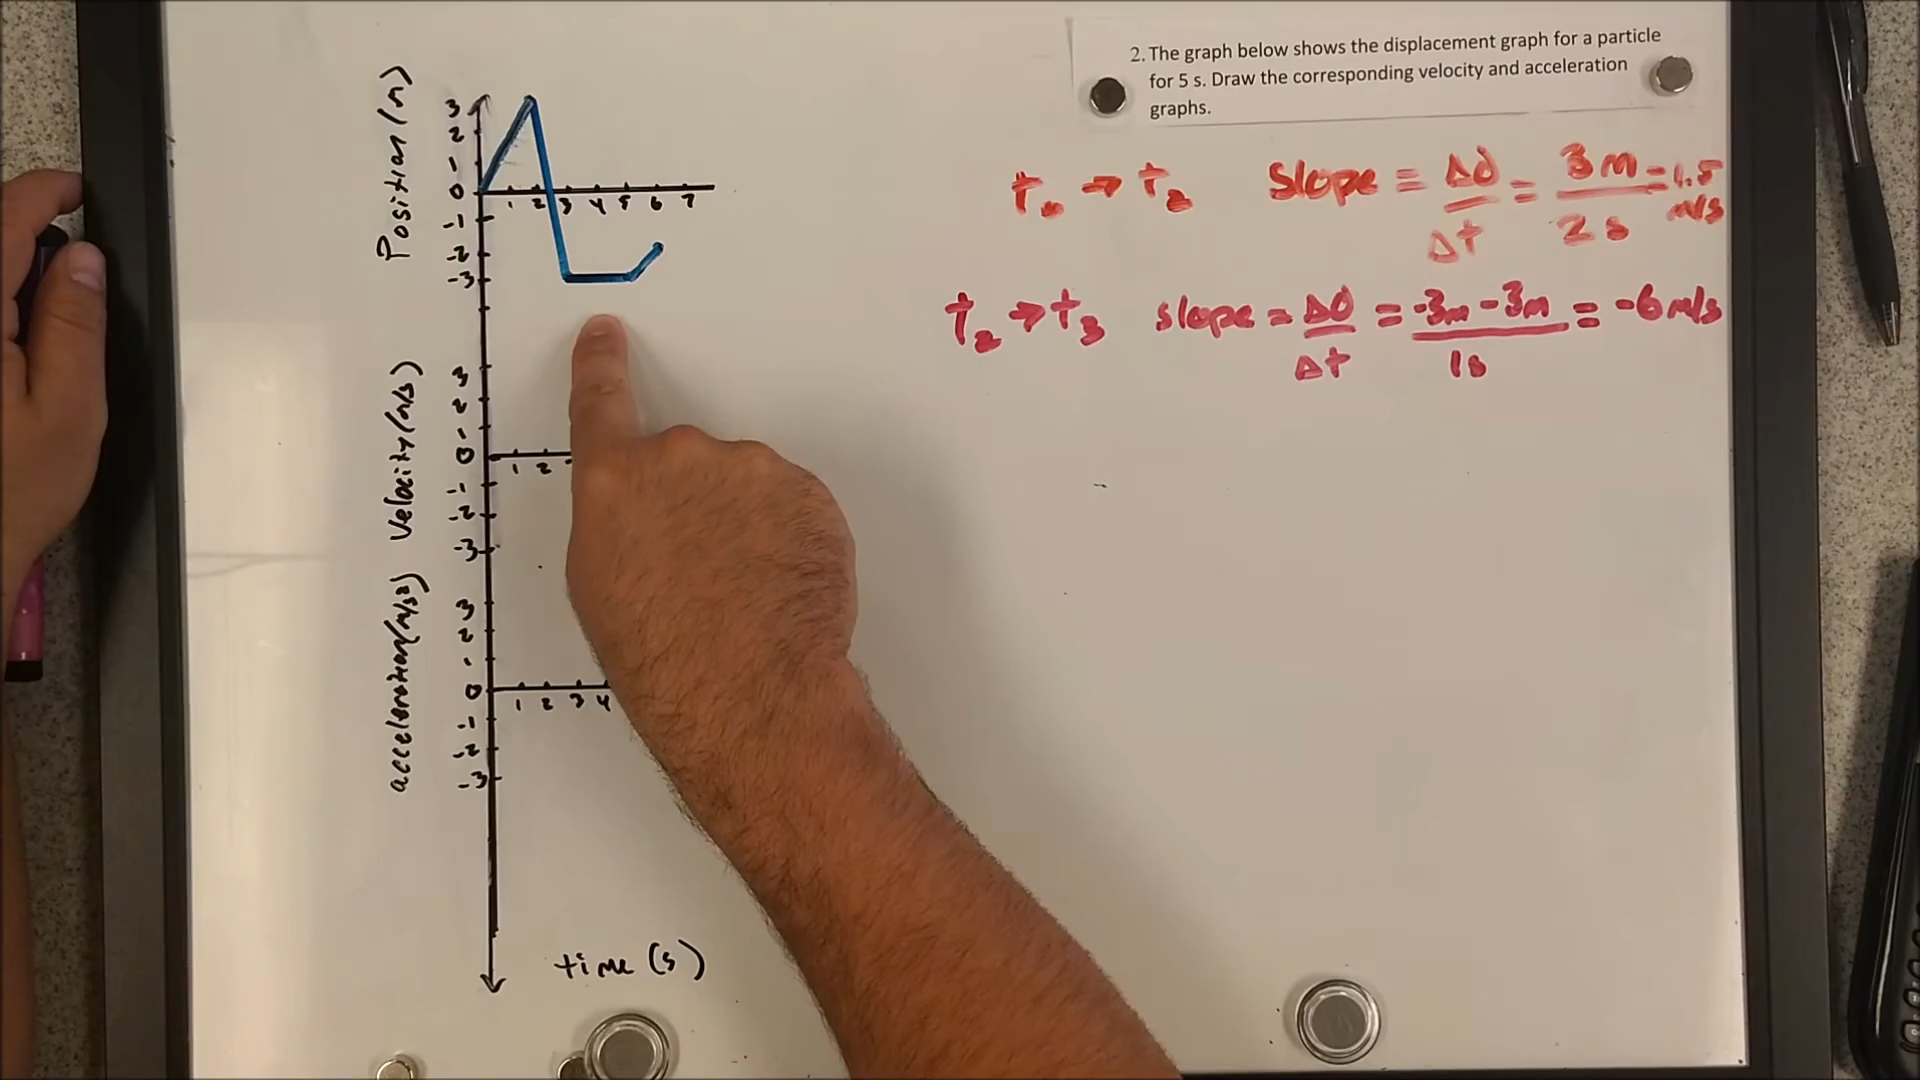 2. The graph below shows the displacement graph for a particle
for 5 s. Draw the corresponding velocity and acceleration
graphs.
t₀ → t₂ Slope = Δd/Δt = 3m/2s = 1.5 m/s
t₂ → t₃ slope = Δd/Δt = -3m - 3m/1s = -6 m/s
Position (m)
3
2
1
0
-1
-2
-3
1 2 3 4 5 6 7
Velocity (m/s)
3
2
1
0
-1
-2
-3
1 2
acceleration (m/s²)
3
2
1
0
-1
-2
-3
1 2 3 4
time (s)